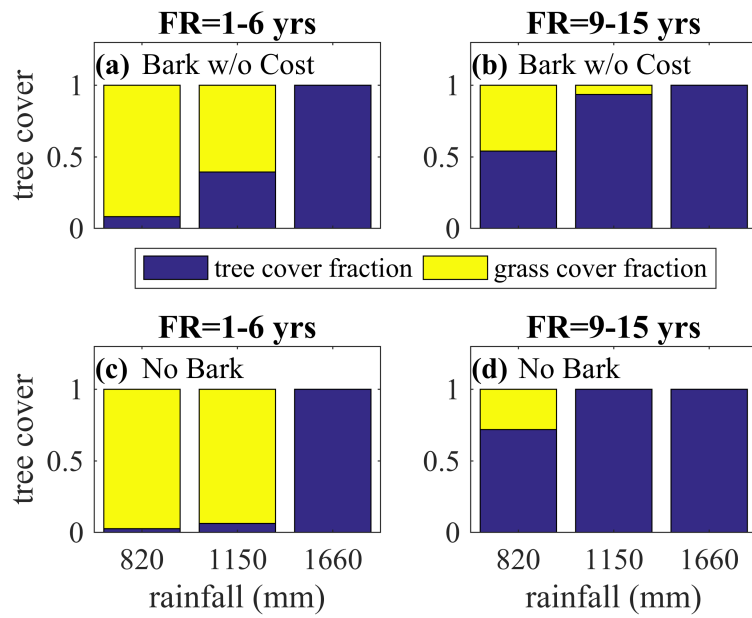 FR=1-6 yrs
FR=9-15 yrs
(a) Bark w/o Cost
(b) Bark w/o Cost
tree cover
1
0.5
0
1
0.5
0
tree cover fraction
grass cover fraction
FR=1-6 yrs
FR=9-15 yrs
(c) No Bark
(d) No Bark
tree cover
1
0.5
0
1
0.5
0
820 1150 1660
820 1150 1660
rainfall (mm)
rainfall (mm)